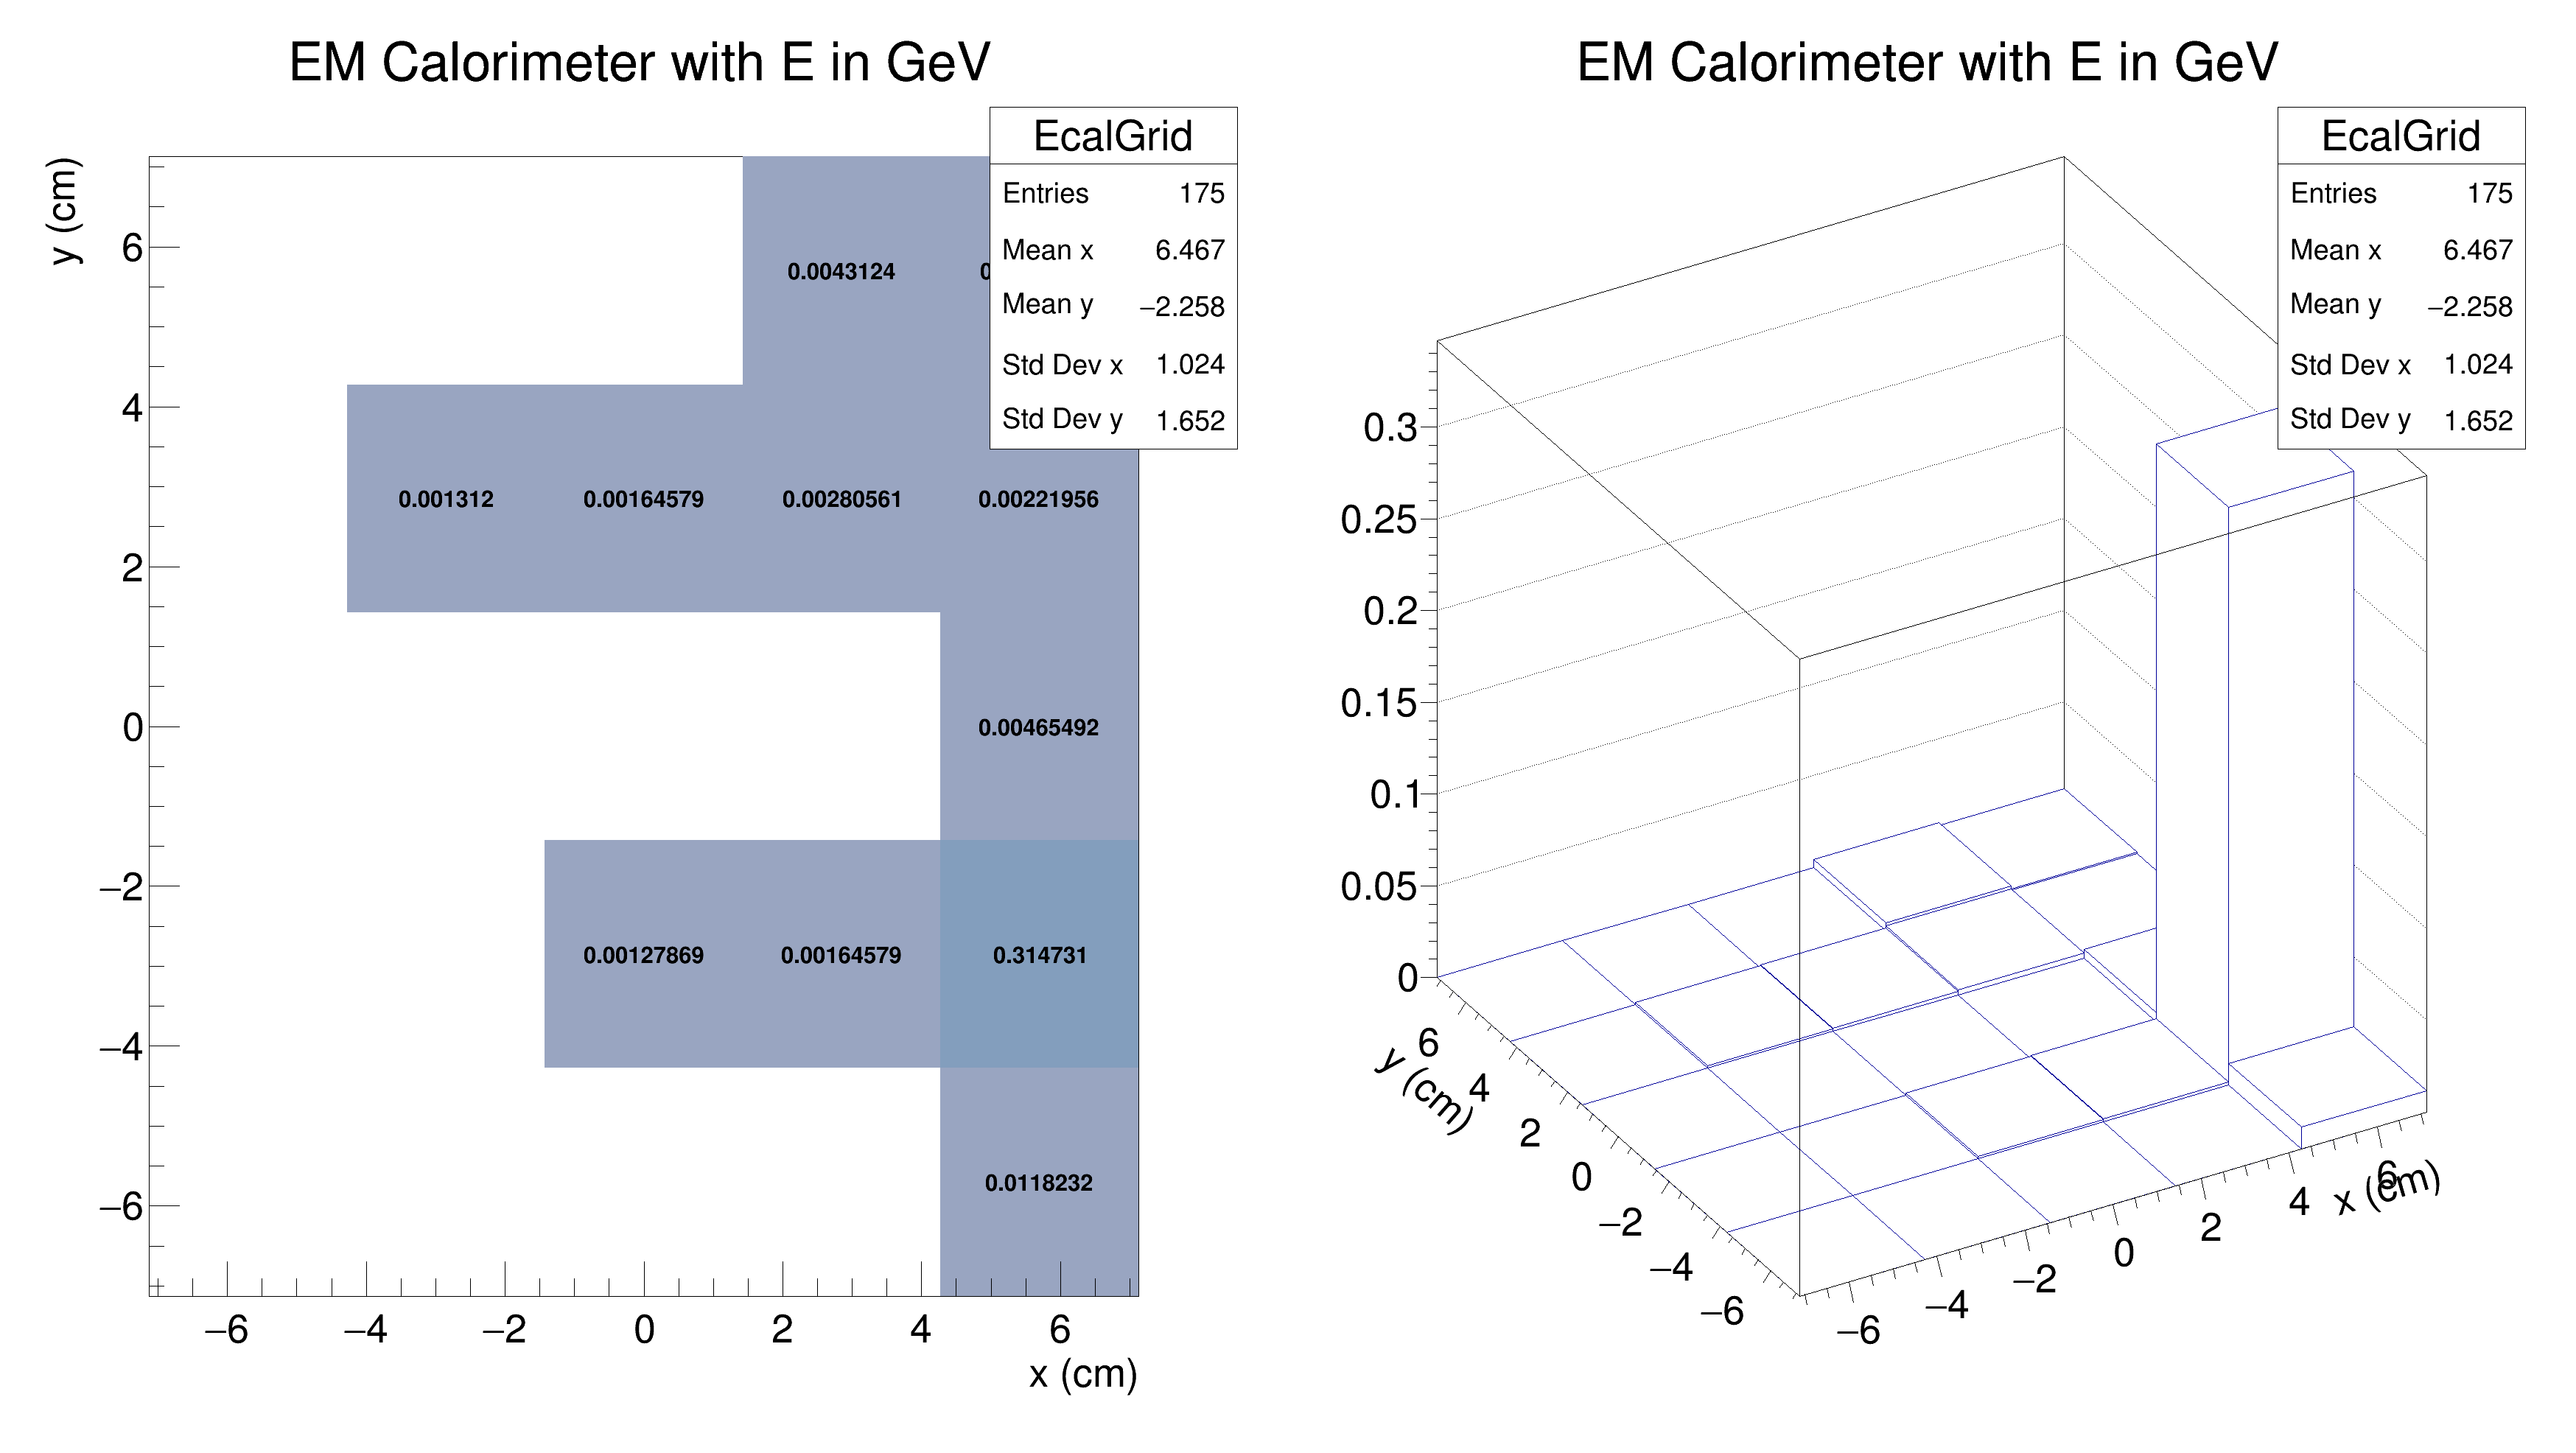 EM Calorimeter with E in GeV
EcalGrid
Entries 175
Mean x 6.467
Mean y −2.258
Std Dev x 1.024
Std Dev y 1.652
y (cm)
6
4
2
0
−2
−4
−6
0.0043124
0.001312 0.00164579 0.00280561 0.00221956
0.00465492
0.00127869 0.00164579 0.314731
0.0118232
−6 −4 −2 0 2 4 6
x (cm)
EM Calorimeter with E in GeV
EcalGrid
Entries 175
Mean x 6.467
Mean y −2.258
Std Dev x 1.024
Std Dev y 1.652
0.3
0.25
0.2
0.15
0.1
0.05
0
6
4
2
0
−2
−4
−6
y (cm)
−6 −4 −2 0 2 4 6
x (cm)